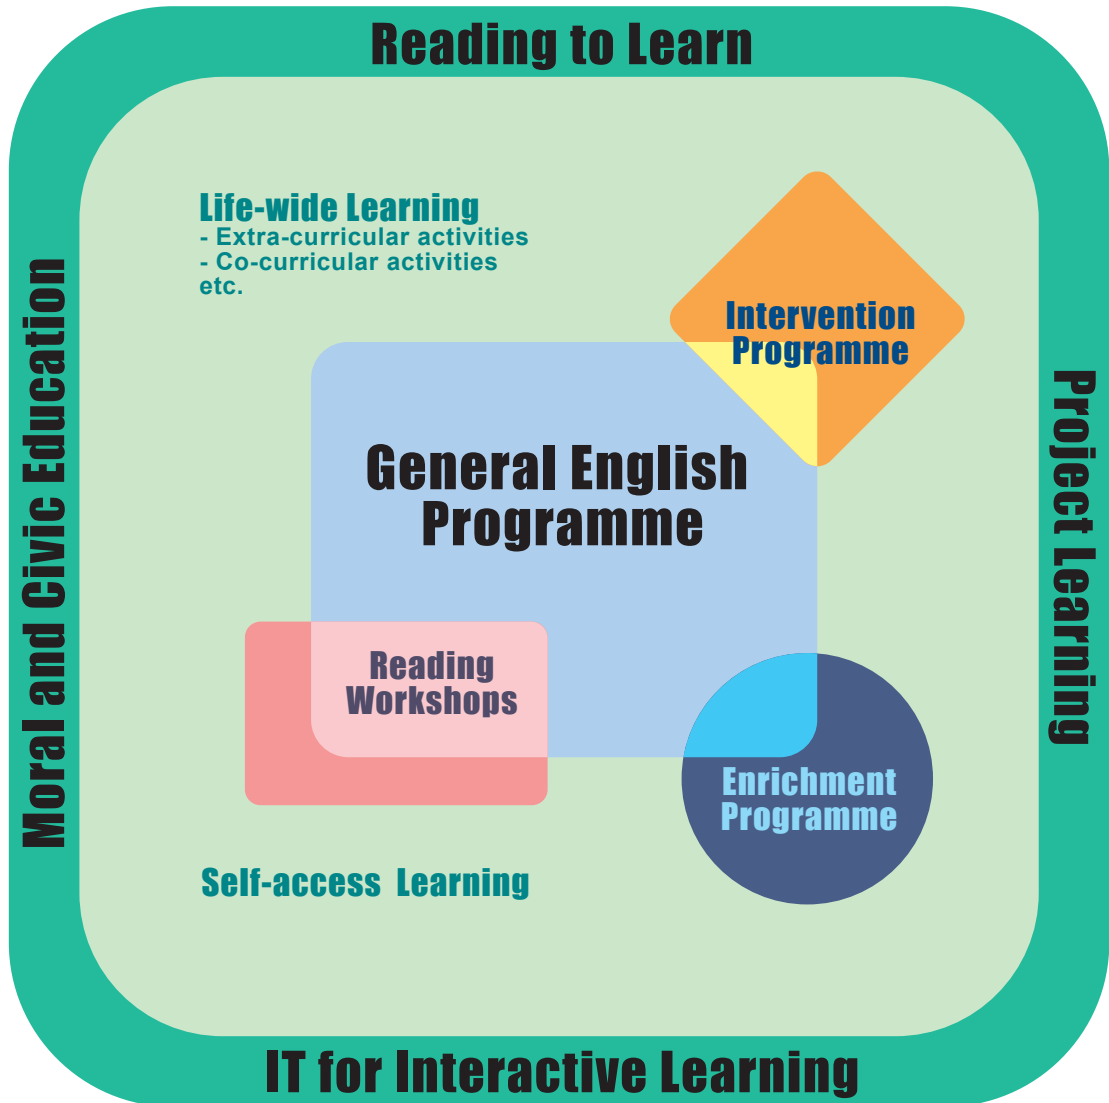 Reading to Learn
Life-wide Learning
- Extra-curricular activities
- Co-curricular activities
etc.
Intervention
Programme
Moral and Civic Education
Project Learning
General English
Programme
Reading
Workshops
Enrichment
Programme
Self-access Learning
IT for Interactive Learning